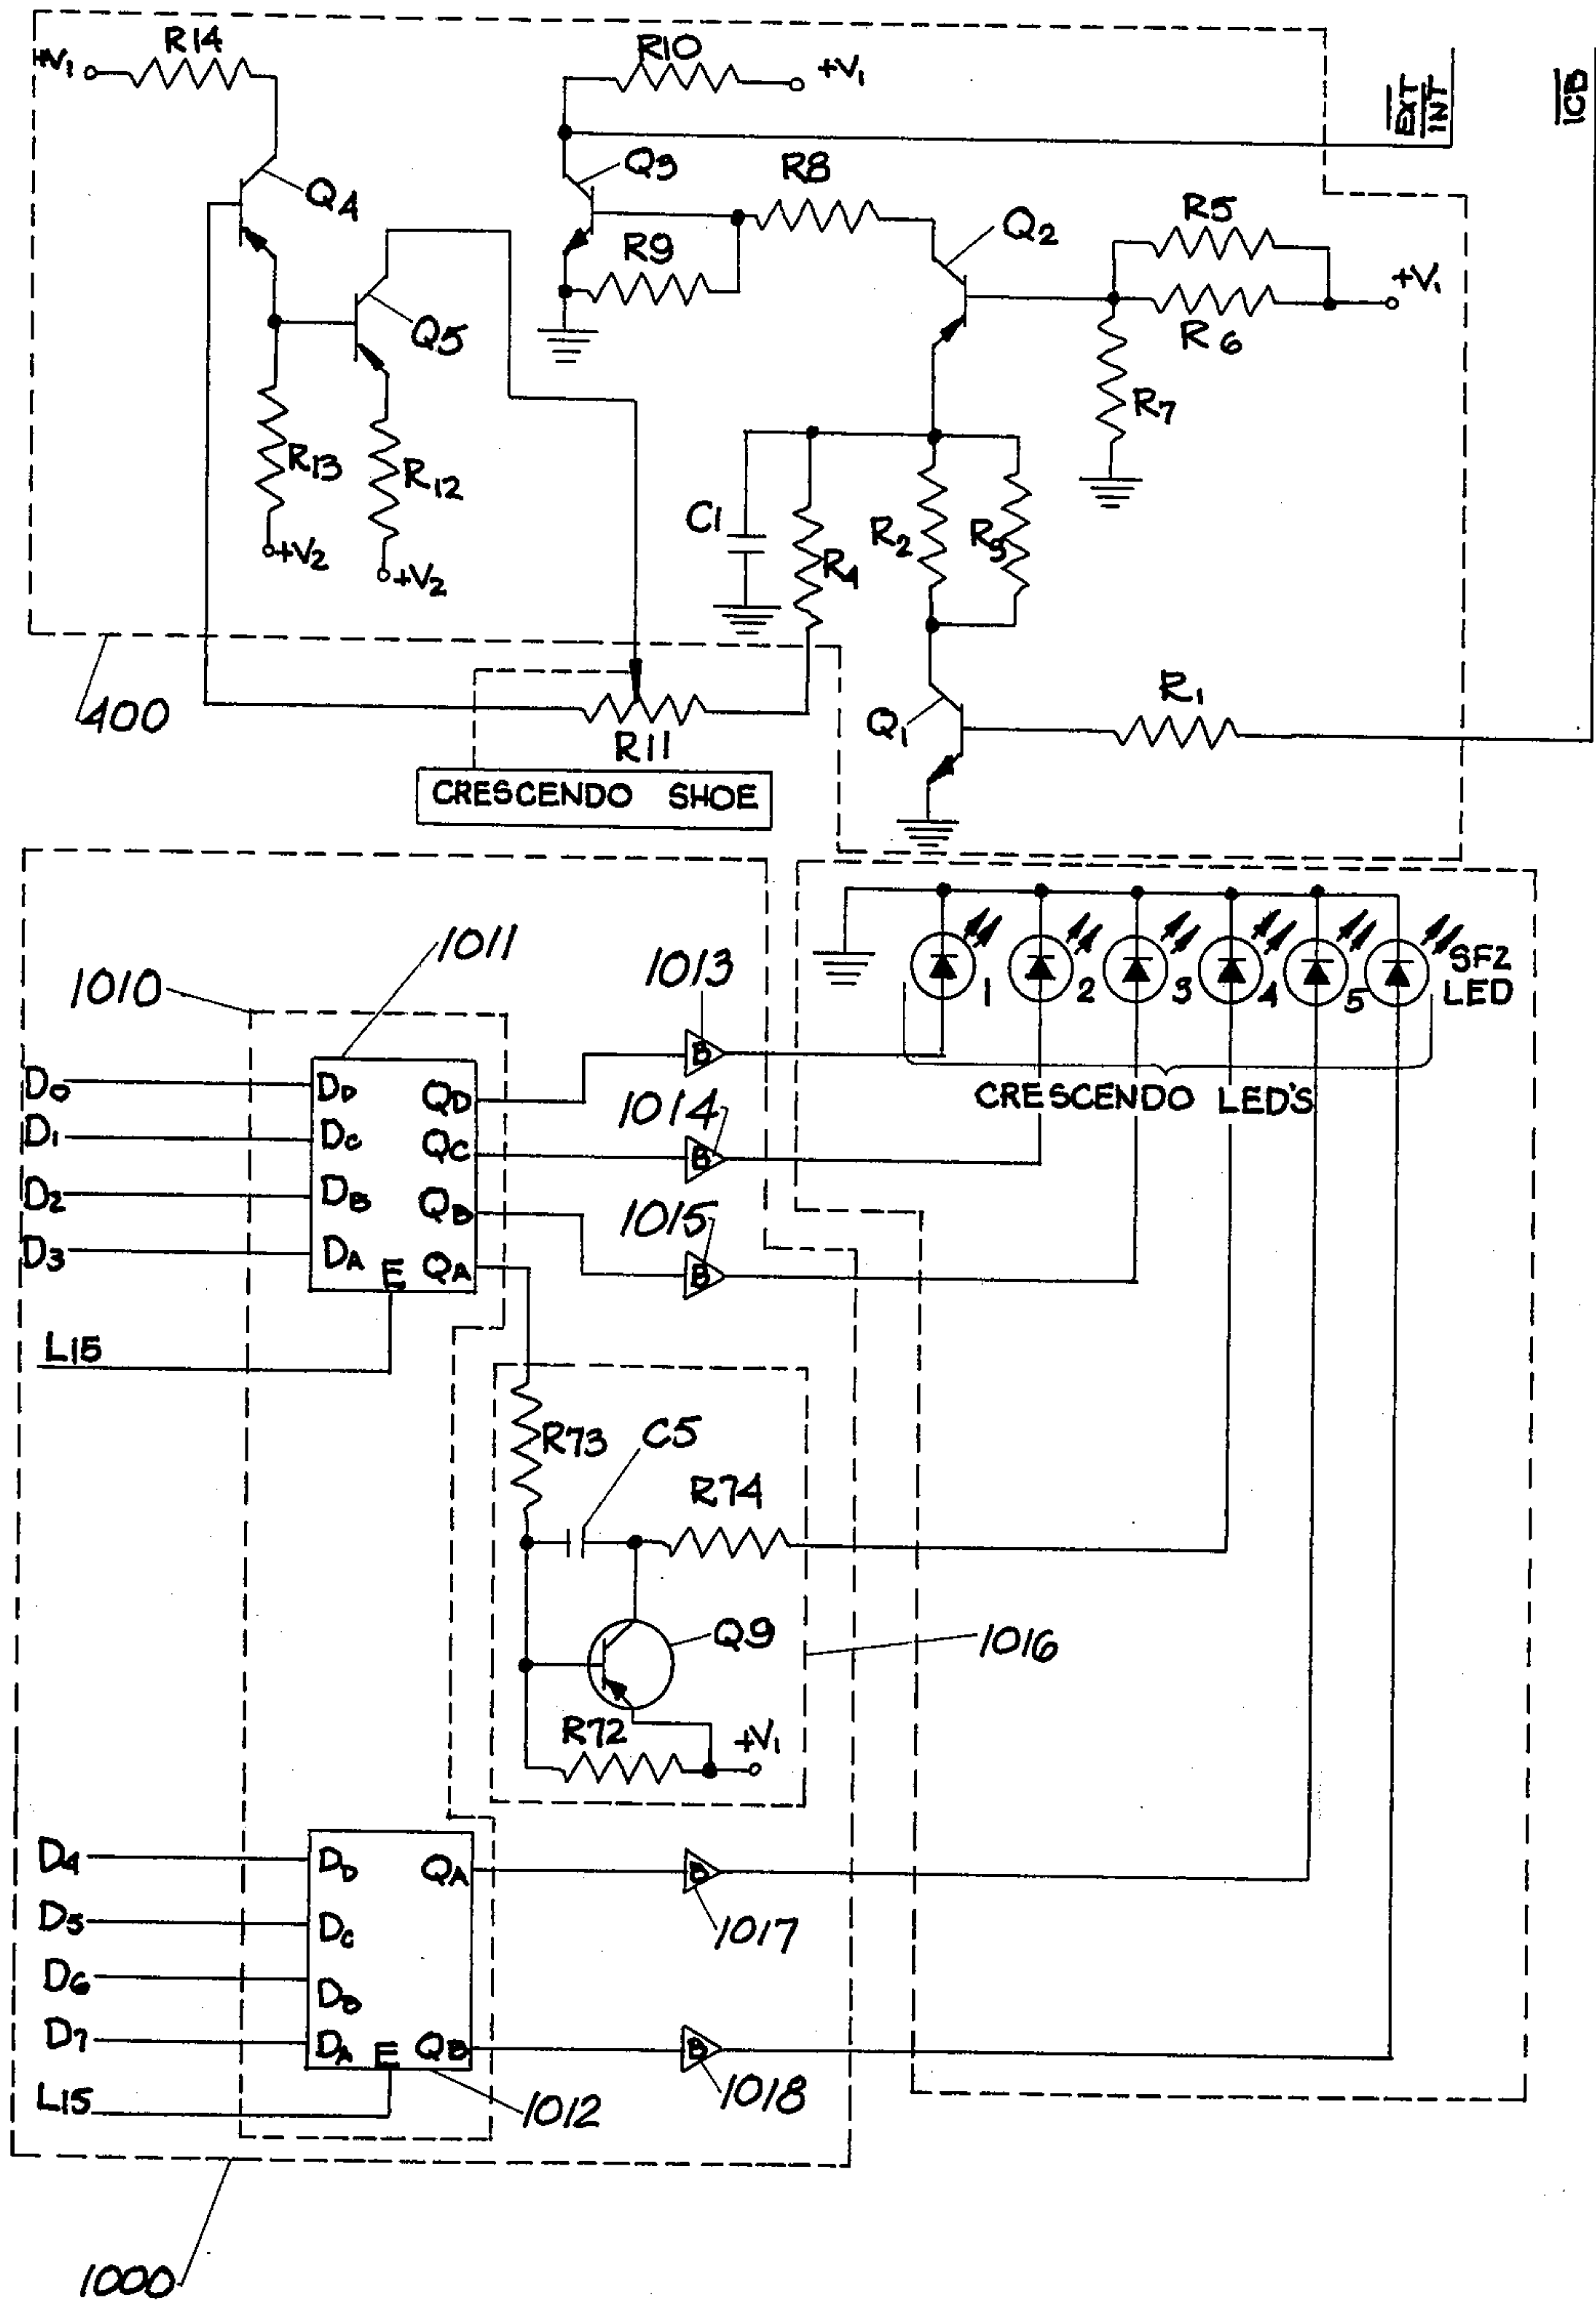 R14
+V1
R10
+V1
EXT
INT
ICB
Q3
R8
Q4
Q2
R5
R9
+V1
Q5
R6
R7
R13
R12
C1
R2
R3
R4
+V2
+V2
R1
400
Q1
R11
CRESCENDO SHOE
1011
1013
1010
SFZ
LED
1 2 3 4 5
D0 DD QD
1014
CRESCENDO LED'S
D1 DC QC
D2 DB QB
1015
D3 DA QA
E
L15
R73
C5
R74
Q9
1016
R72
+V1
D4 DD QA
D5 DC
1017
D6 DB
D7 DA E QB
L15
1012
1018
B
B
B
B
B
1000